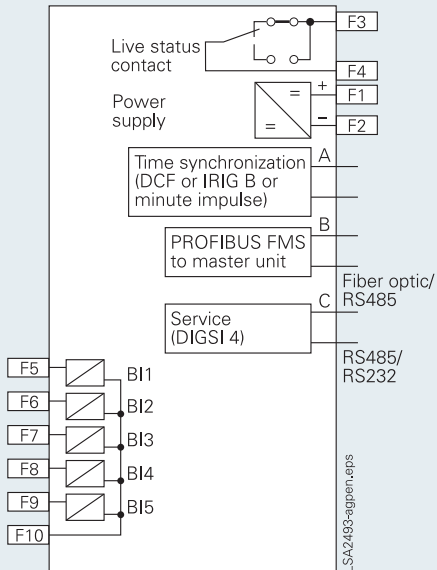 F3
Live status
contact
F4
Power
supply
= + F1
= – F2
Time synchronization
(DCF or IRIG B or
minute impulse)
A
PROFIBUS FMS
to master unit
B
Fiber optic/
RS485
Service
(DIGSI 4)
C
RS485/
RS232
F5 BI1
F6 BI2
F7 BI3
F8 BI4
F9 BI5
F10
LSA2493-agpen.eps